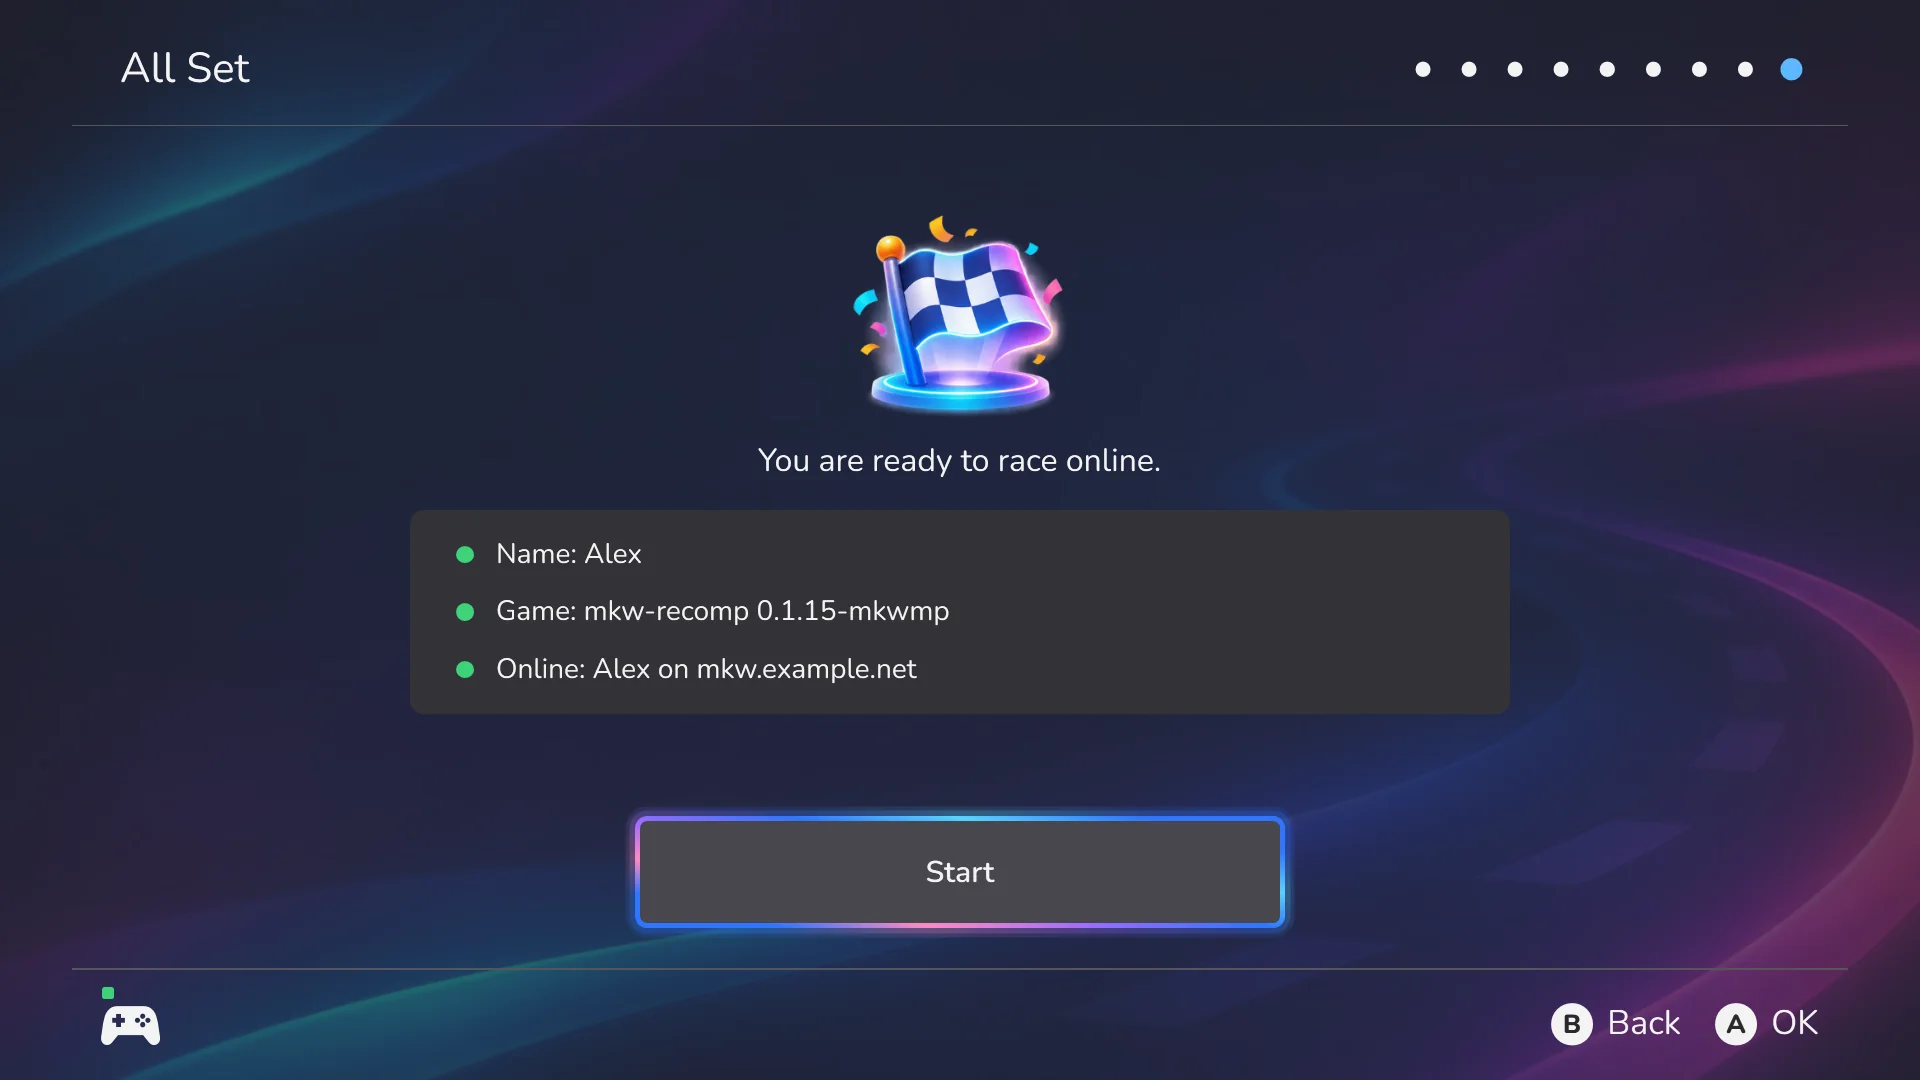 All Set
You are ready to race online.
Name: Alex
Game: mkw-recomp 0.1.15-mkwmp
Online: Alex on mkw.example.net
Start
B Back A OK